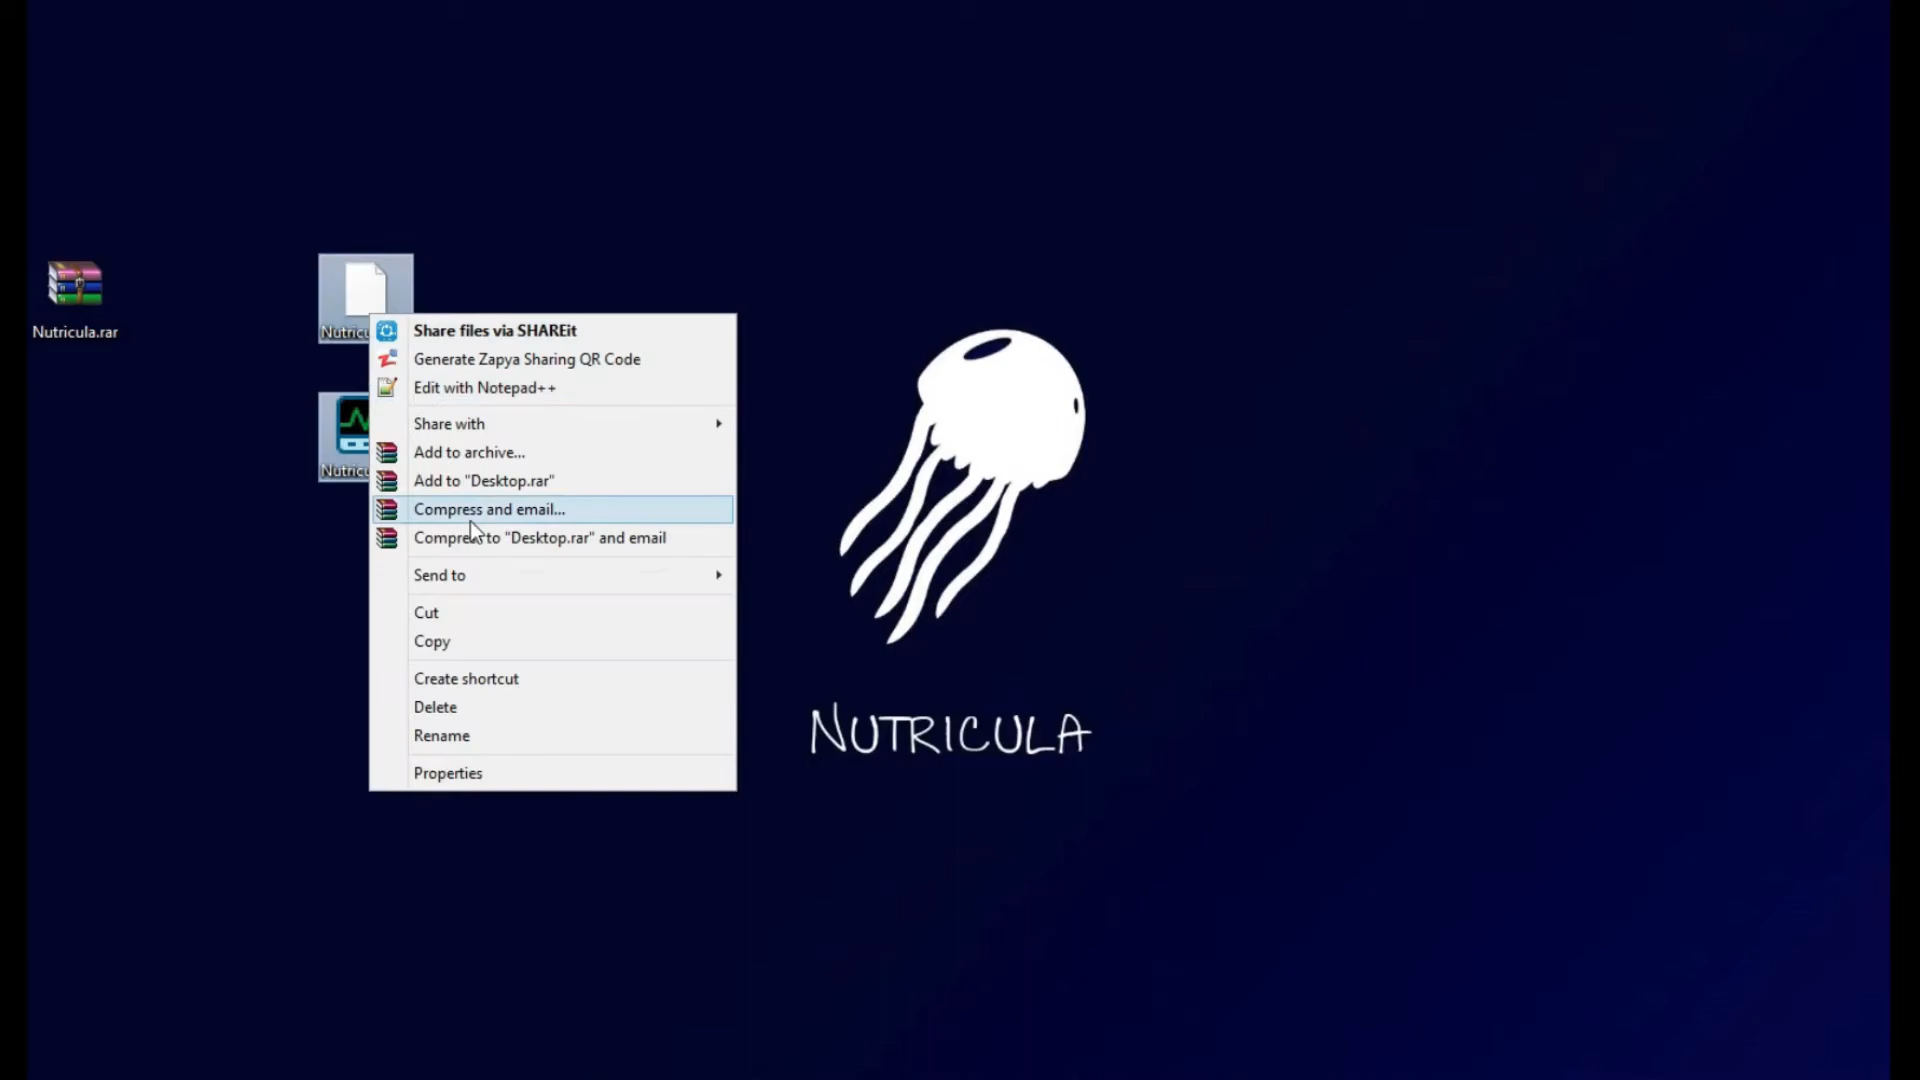 Nutricula.rar
Share files via SHAREit
Generate Zapya Sharing QR Code
Edit with Notepad++
Share with
Add to archive...
Add to "Desktop.rar"
Compress and email...
to "Desktop.rar" and email
Send to
Cut
Copy
Create shortcut
Delete
Rename
Properties
NUTRICULA